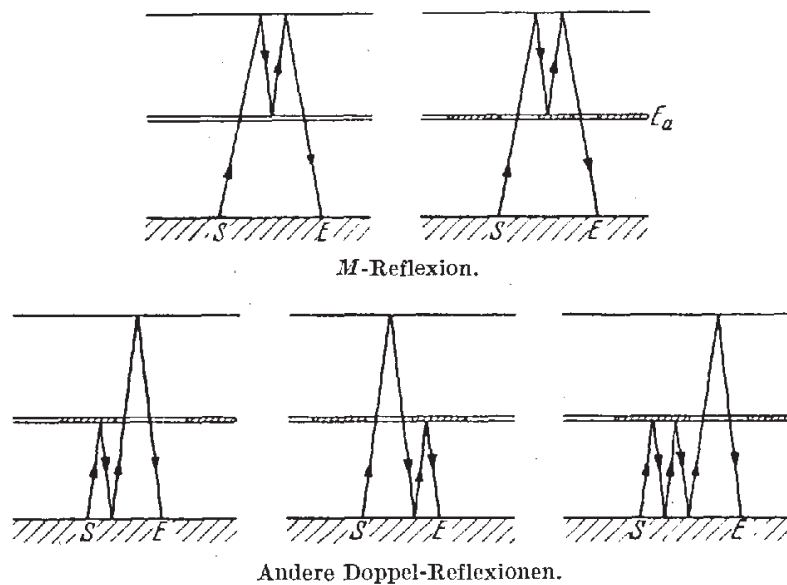 E_a
S E S E
M-Reflexion.
S E S E S E
Andere Doppel-Reflexionen.